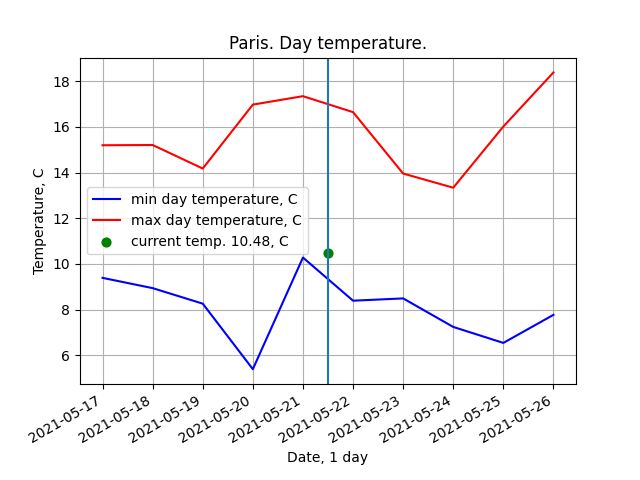 Paris. Day temperature.
Temperature, C
18
16
14
12
10
8
6
min day temperature, C
max day temperature, C
current temp. 10.48, C
2021-05-17
2021-05-18
2021-05-19
2021-05-20
2021-05-21
2021-05-22
2021-05-23
2021-05-24
2021-05-25
2021-05-26
Date, 1 day